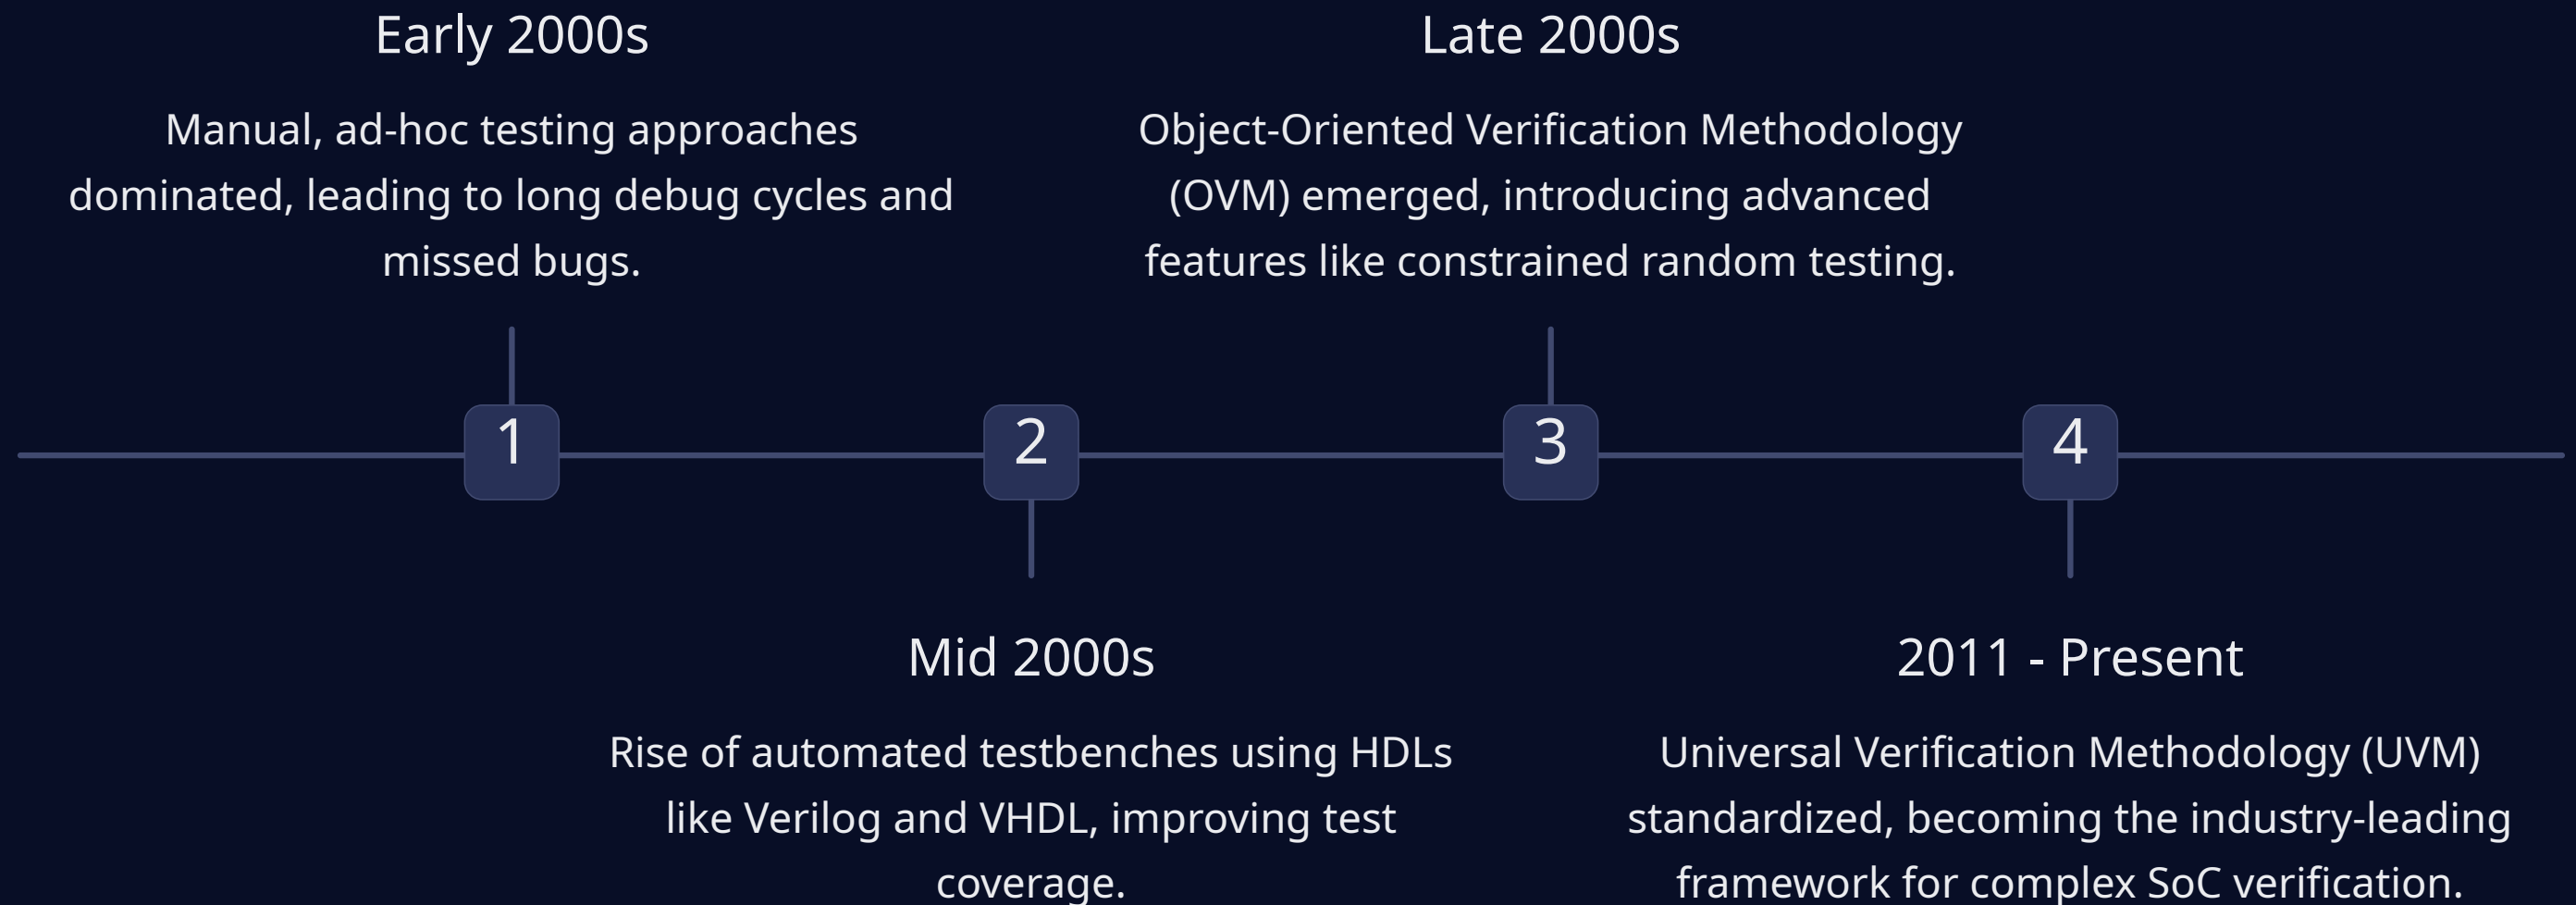 Early 2000s
Manual, ad-hoc testing approaches
dominated, leading to long debug cycles and
missed bugs.
1
Mid 2000s
Rise of automated testbenches using HDLs
like Verilog and VHDL, improving test
coverage.
2
Late 2000s
Object-Oriented Verification Methodology
(OVM) emerged, introducing advanced
features like constrained random testing.
3
2011 - Present
Universal Verification Methodology (UVM)
standardized, becoming the industry-leading
framework for complex SoC verification.
4